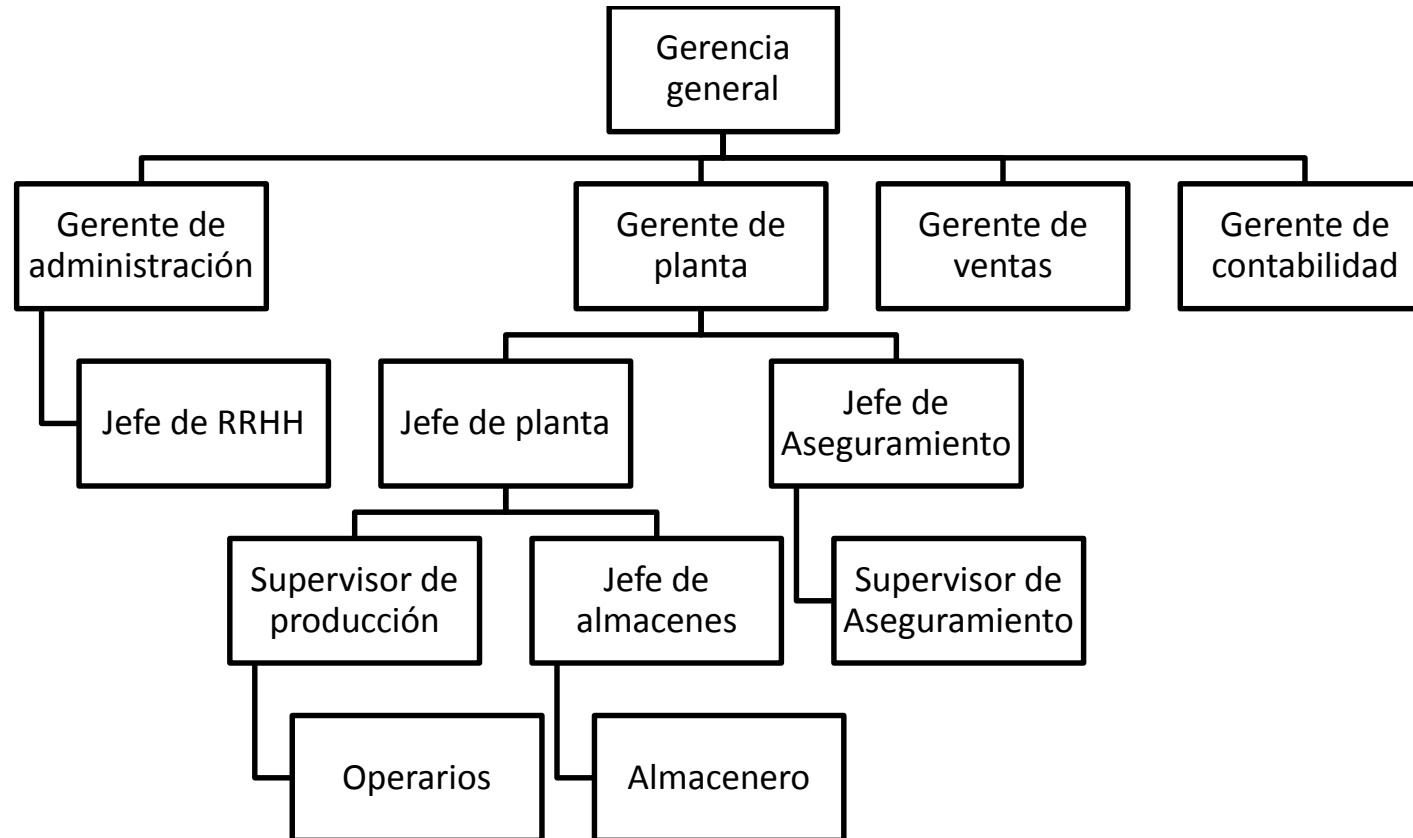 Gerencia
general
Gerente de
administración
Gerente de
planta
Gerente de
ventas
Gerente de
contabilidad
Jefe de RRHH
Jefe de planta
Jefe de
Aseguramiento
Supervisor de
producción
Jefe de
almacenes
Supervisor de
Aseguramiento
Operarios
Almacenero